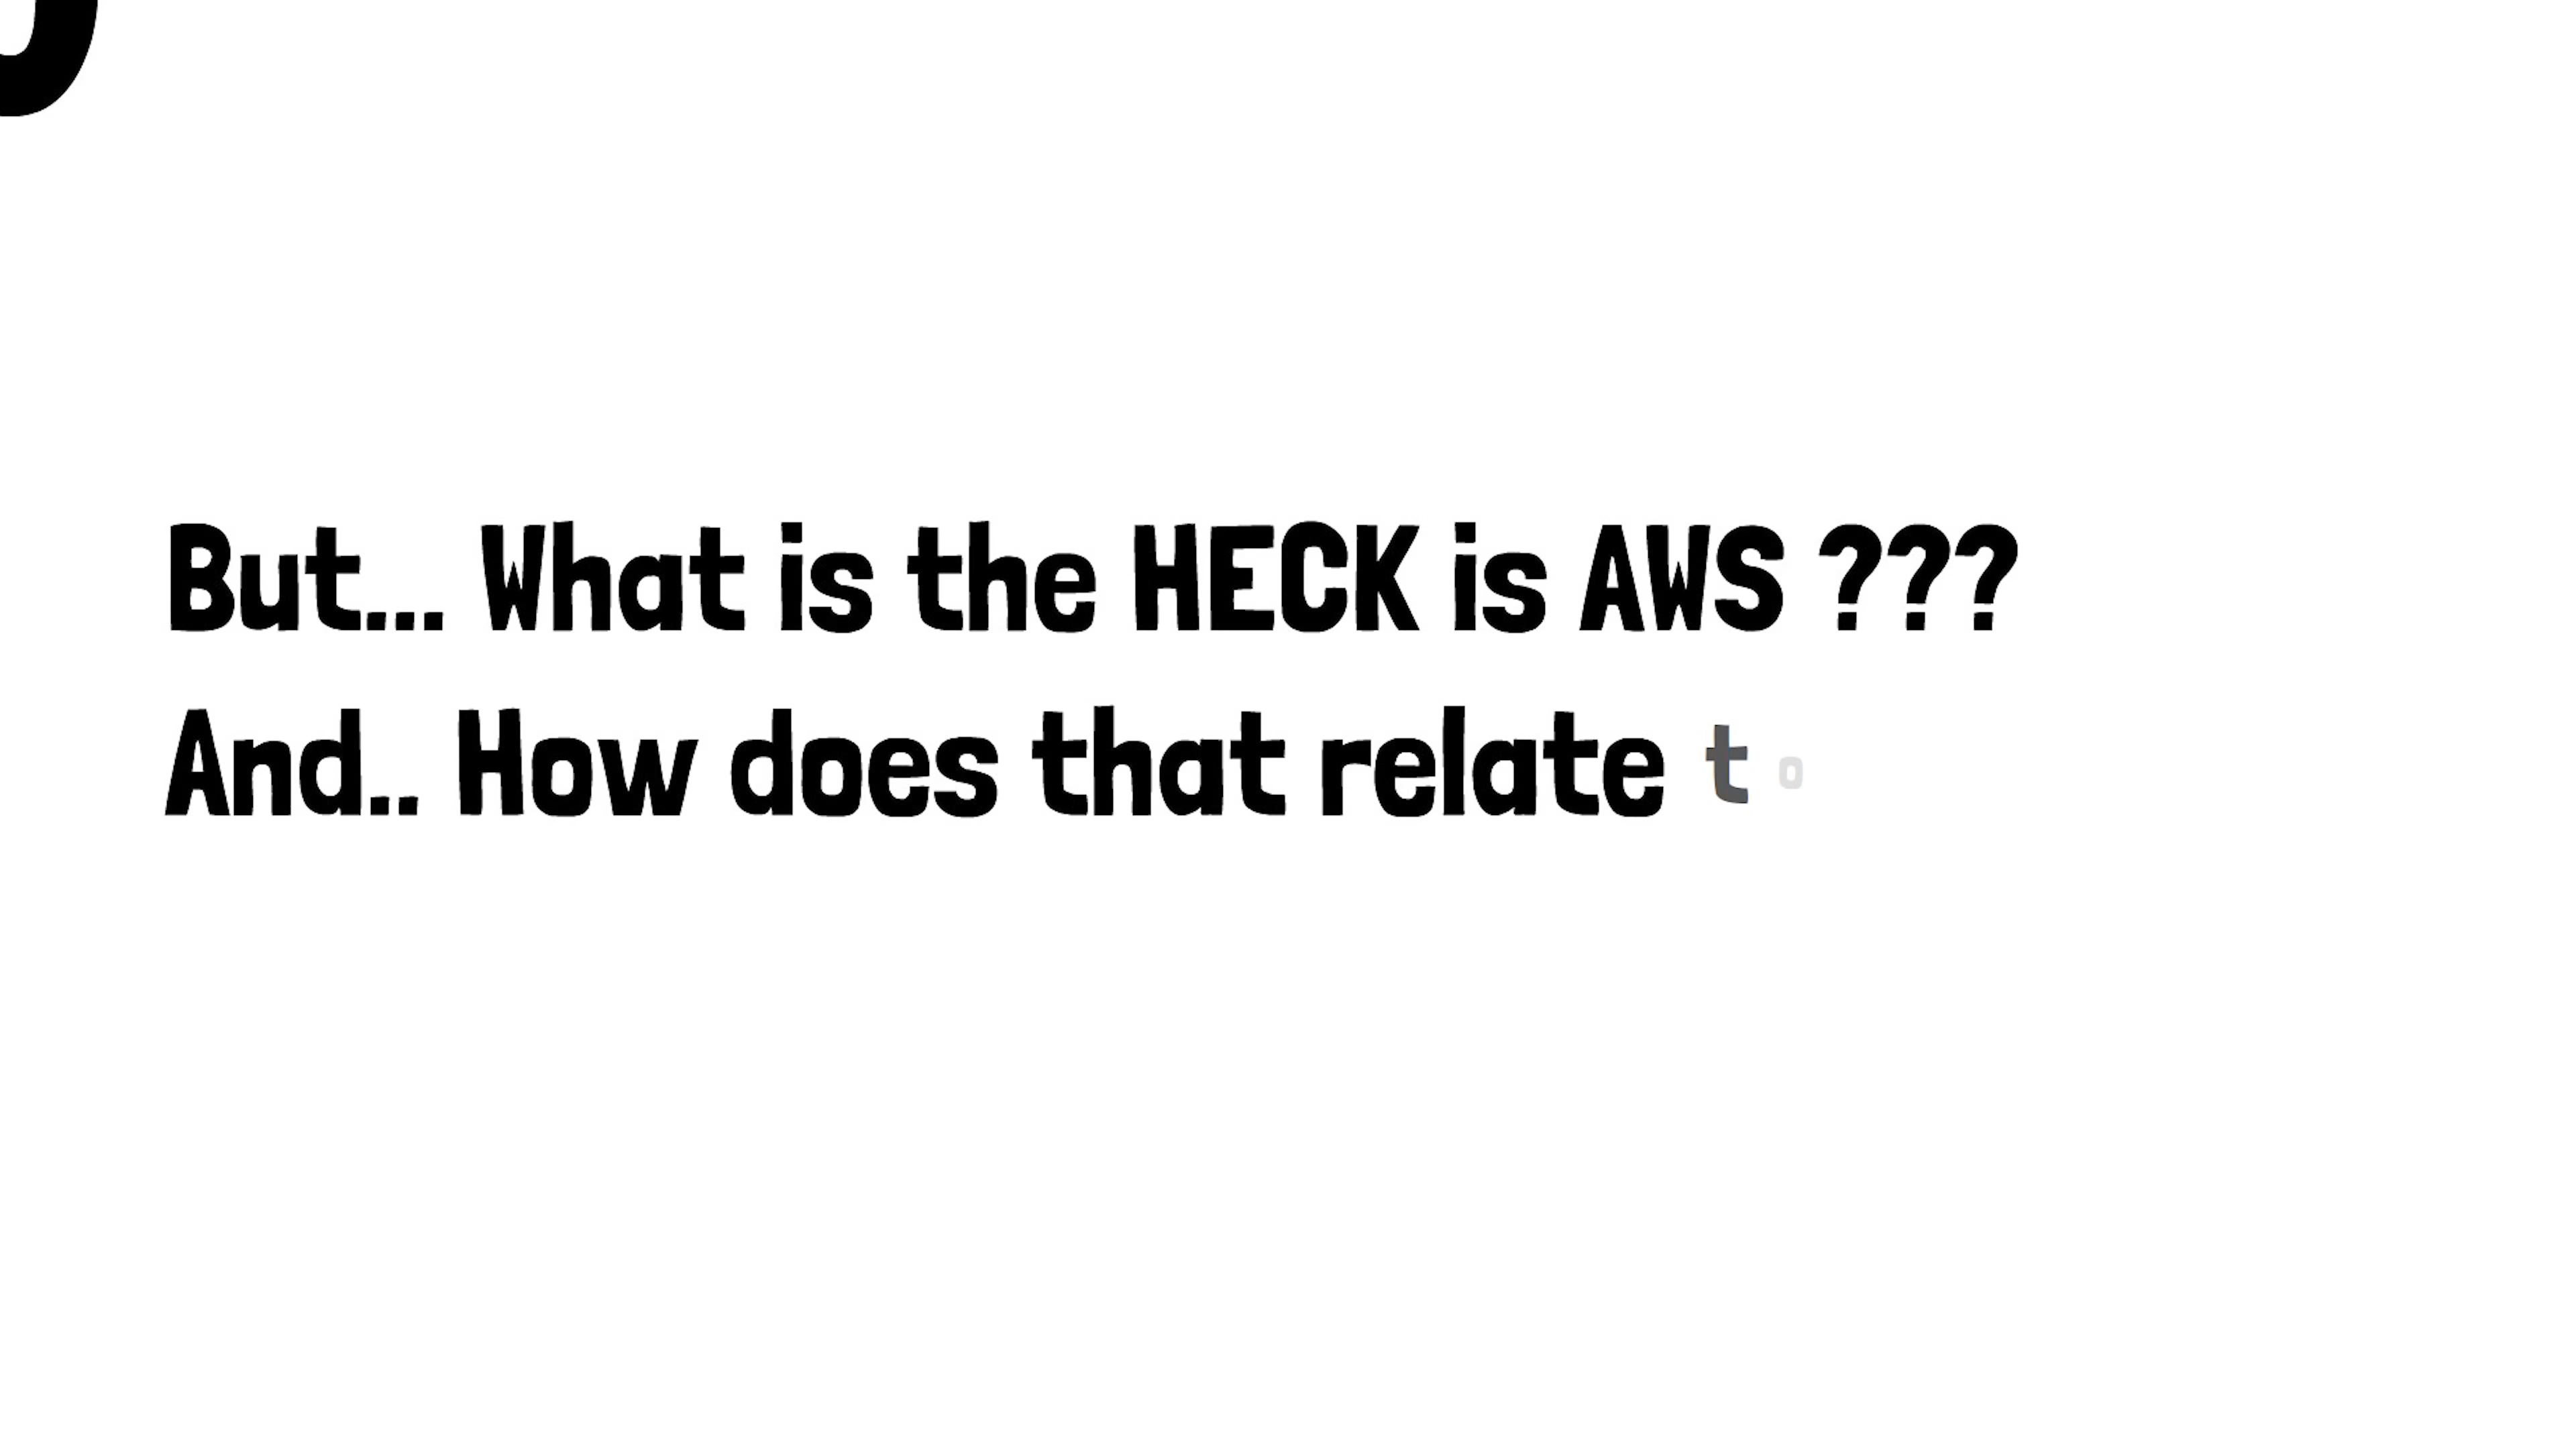 But... What is the HECK is AWS ???
And.. How does that relate to